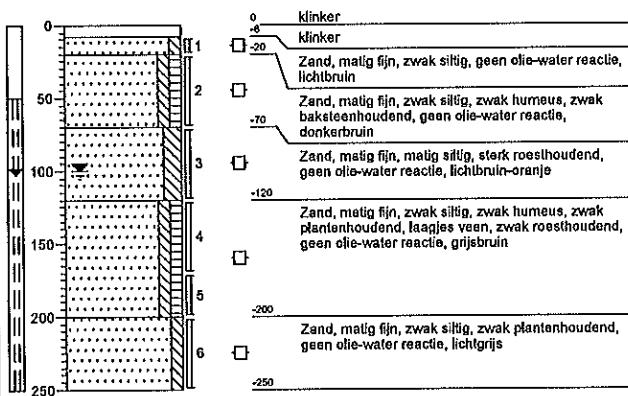 0
50
100
150
200
250
1
2
3
4
5
6
0 klinker
-8 klinker
-20 Zand, matig fijn, zwak siltig, geen olie-water reactie,
lichtbruin
Zand, matig fijn, zwak siltig, zwak humeus, zwak
baksteenhoudend, geen olie-water reactie,
-70 donkerbruin
Zand, matig fijn, matig siltig, sterk roesthoudend,
geen olie-water reactie, lichtbruin-oranje
-120
Zand, matig fijn, zwak siltig, zwak humeus, zwak
plantenhoudend, laagjes veen, zwak roesthoudend,
geen olie-water reactie, grijsbruin
-200
Zand, matig fijn, zwak siltig, zwak plantenhoudend,
geen olie-water reactie, lichtgrijs
-250